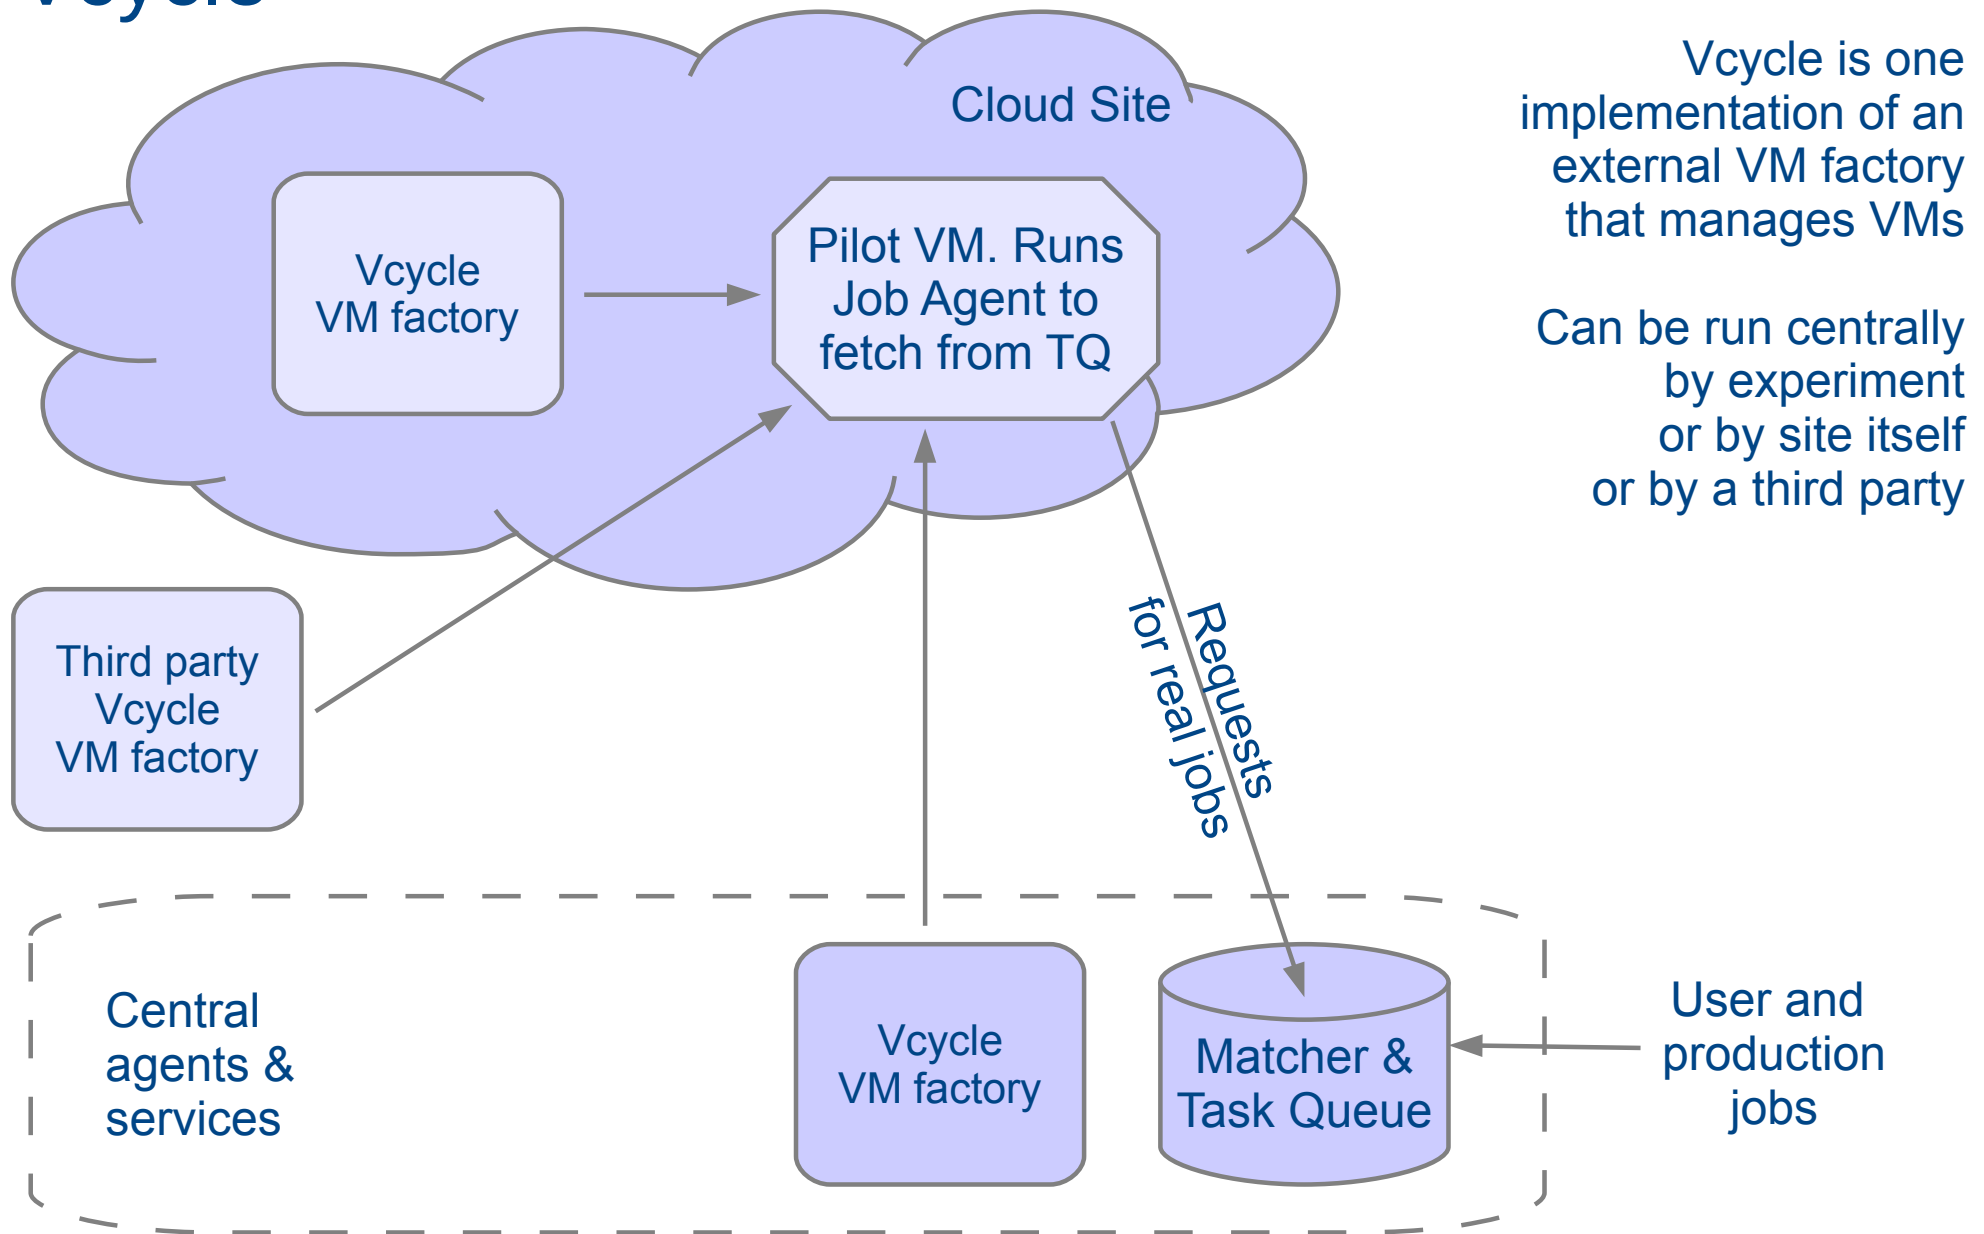 Vcycle
Cloud Site
Vcycle is one
implementation of an
external VM factory
that manages VMs
Can be run centrally
by experiment
or by site itself
or by a third party
Vcycle
VM factory
Pilot VM. Runs
Job Agent to
fetch from TQ
Third party
Vcycle
VM factory
Requests
for real jobs
Central
agents &
services
Vcycle
VM factory
Matcher &
Task Queue
User and
production
jobs